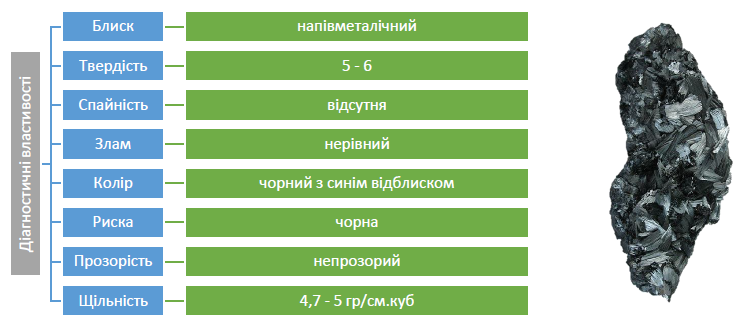 Діагностичні властивості
Блиск напівметалічний
Твердість 5 - 6
Спайність відсутня
Злам нерівний
Колір чорний з синім відблиском
Риска чорна
Прозорість непрозорий
Щільність 4,7 - 5 гр/см.куб